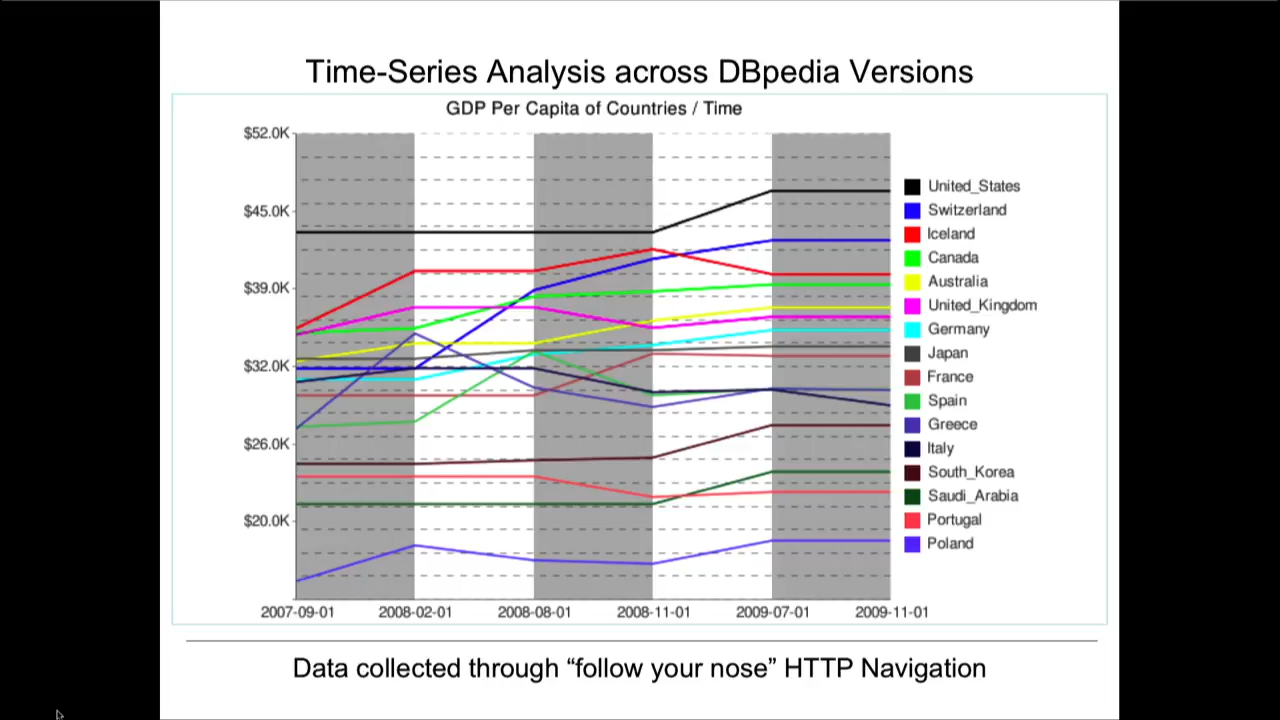 Time-Series Analysis across DBpedia Versions
GDP Per Capita of Countries / Time
$52.0K
$45.0K
$39.0K
$32.0K
$26.0K
$20.0K
2007-09-01 2008-02-01 2008-08-01 2008-11-01 2009-07-01 2009-11-01
United_States
Switzerland
Iceland
Canada
Australia
United_Kingdom
Germany
Japan
France
Spain
Greece
Italy
South_Korea
Saudi_Arabia
Portugal
Poland
Data collected through “follow your nose” HTTP Navigation